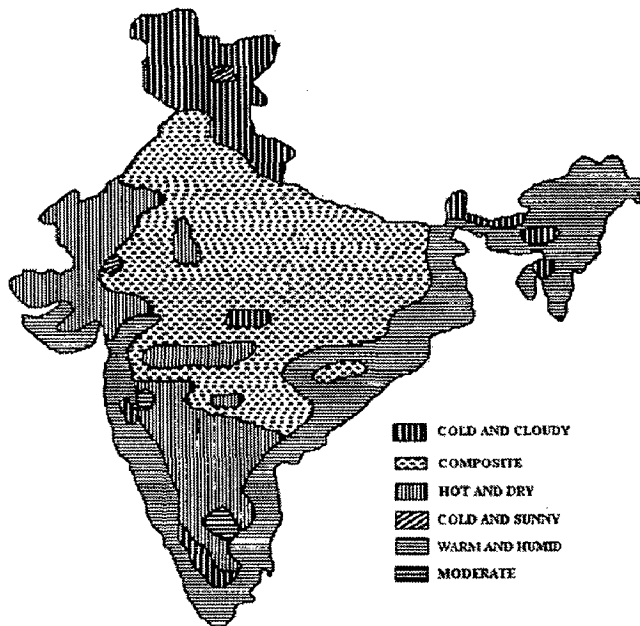 COLD AND CLOUDY
COMPOSITE
HOT AND DRY
COLD AND SUNNY
WARM AND HUMID
MODERATE